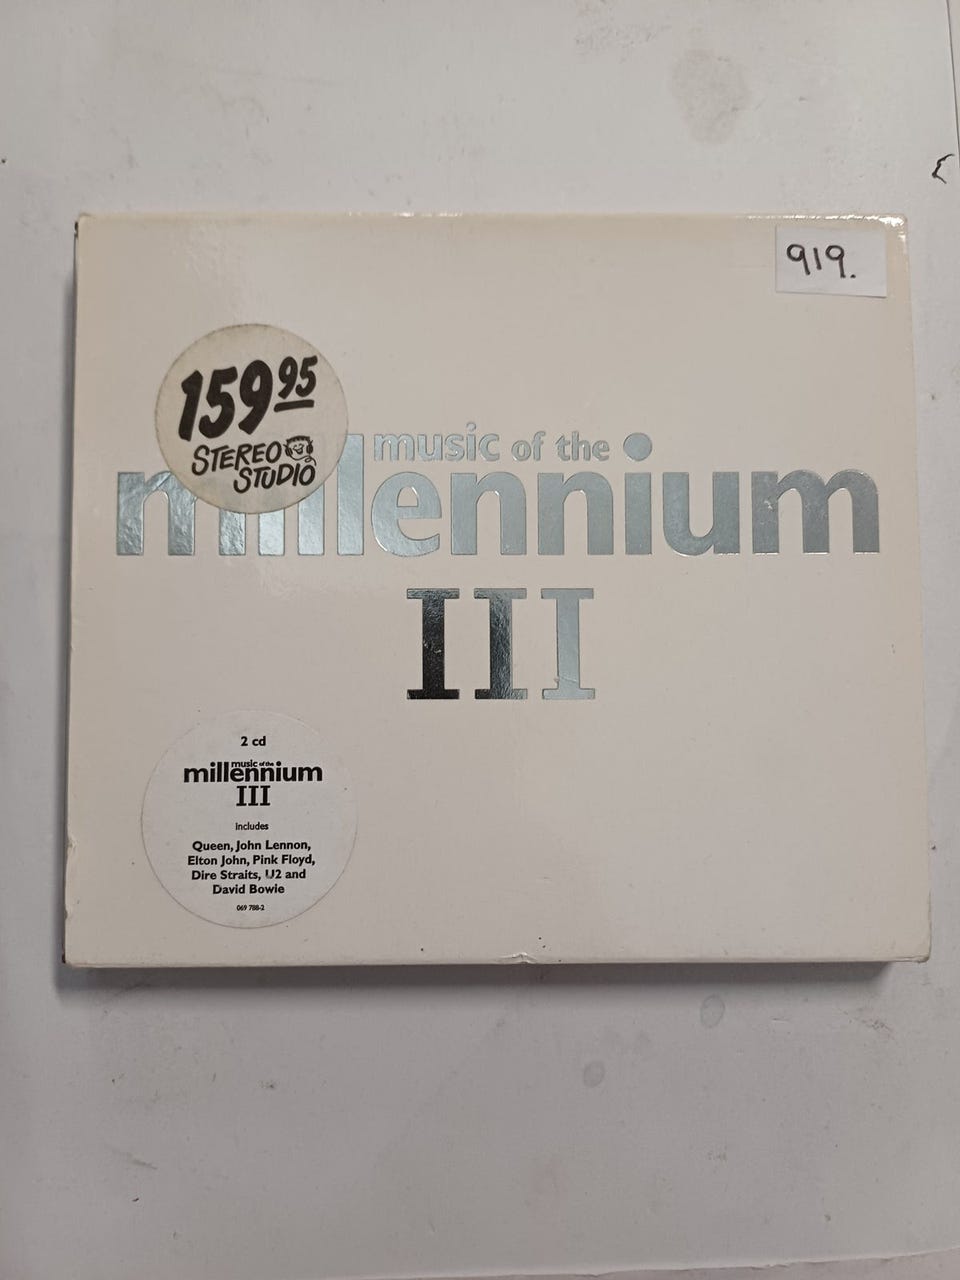 919.
159 95
STEREO
STUDIO
music of the
millennium
III
2 cd
music of the
millennium
III
includes
Queen, John Lennon,
Elton John, Pink Floyd,
Dire Straits, U2 and
David Bowie
069 788-2